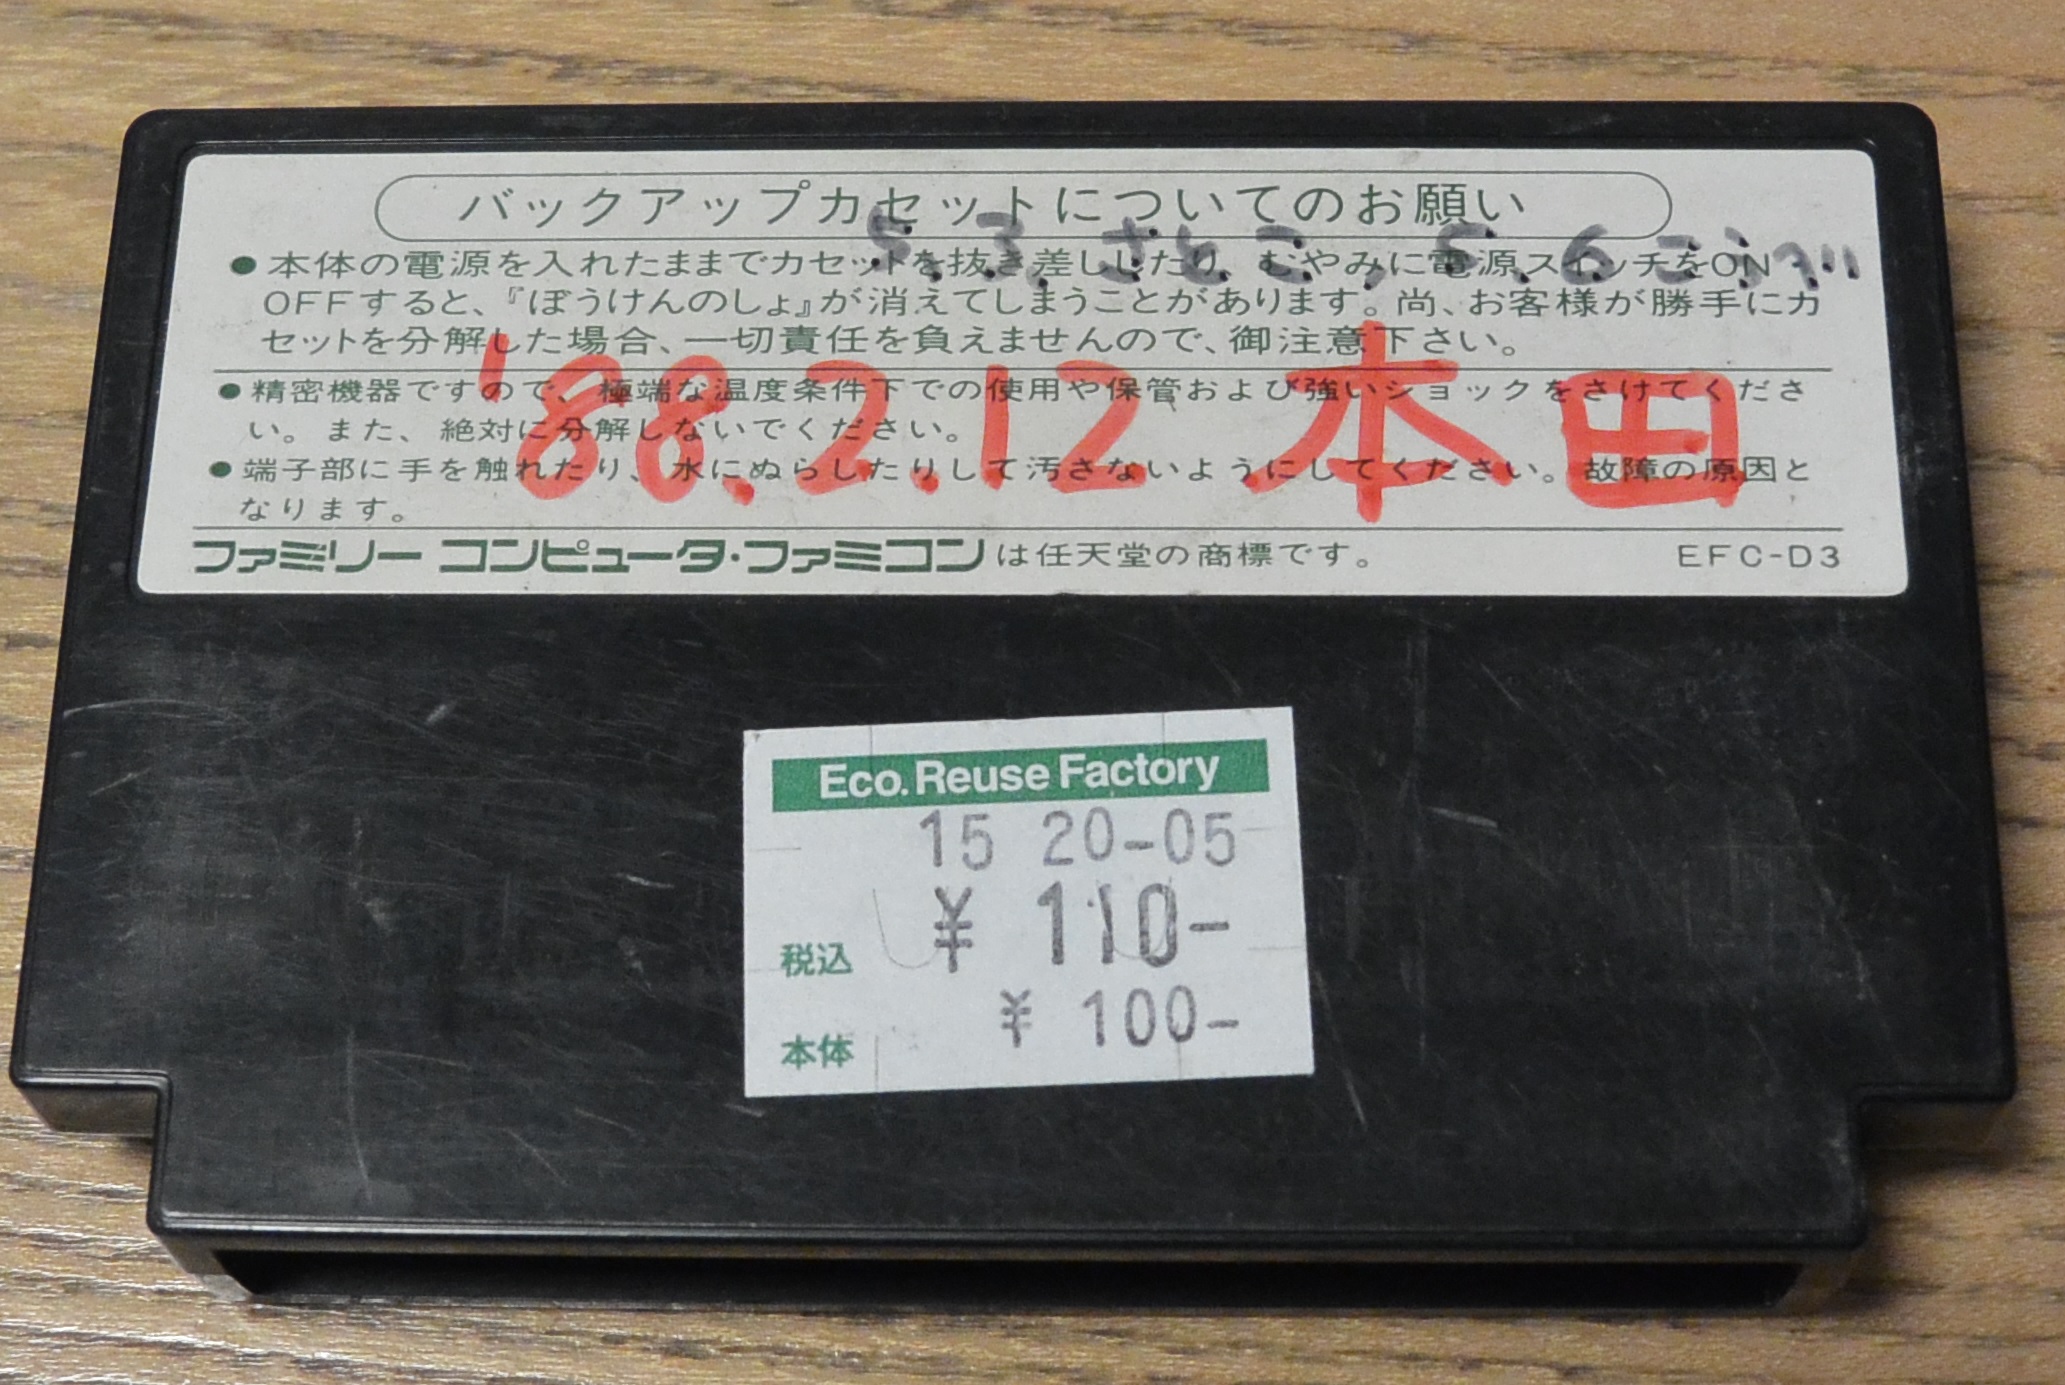 バックアップカセットについてのお願い
5.3.さとこ,5.6
●本体の電源を入れたままでカセットを抜き差ししたり、むやみに電源スイッチをON・
OFFすると、『ぼうけんのしょ』が消えてしまうことがあります。尚、お客様が勝手にカ
セットを分解した場合、一切責任を負えませんので、御注意下さい。
●精密機器ですので、極端な温度条件下での使用や保管および強いショックをさけてくださ
い。また、絶対に分解しないでください。
'88.2.12 本田
●端子部に手を触れたり、水にぬらしたりして汚さないようにしてください。故障の原因と
なります。
ファミリー コンピュータ・ファミコンは任天堂の商標です。 EFC-D3
Eco.Reuse Factory
15 20-05
税込 ¥ 110-
本体 ¥ 100-